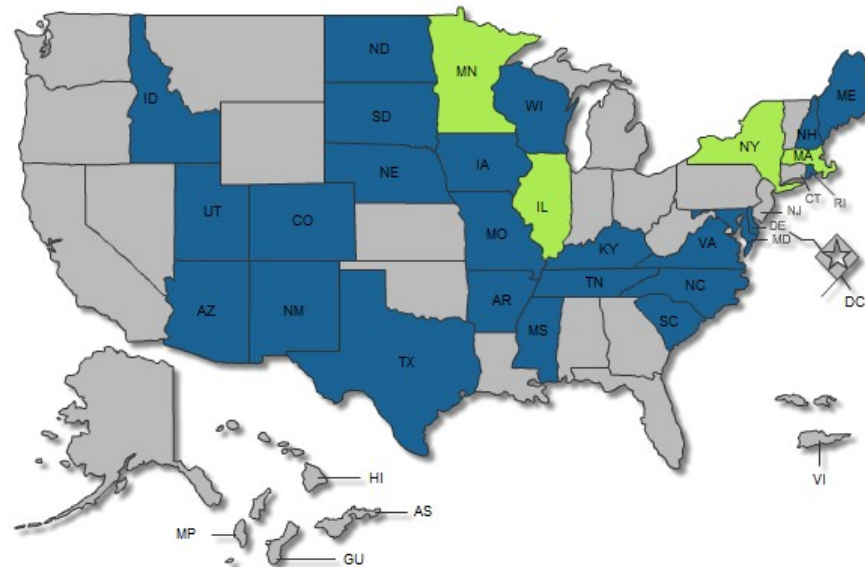 ND
MN
ME
ID
WI
NH
SD
NY
MA
IA
CT
RI
NE
IL
NJ
UT
CO
DE
MO
VA
MD
KY
NC
TN
DC
AZ
NM
AR
SC
MS
TX
HI
VI
AS
MP
GU